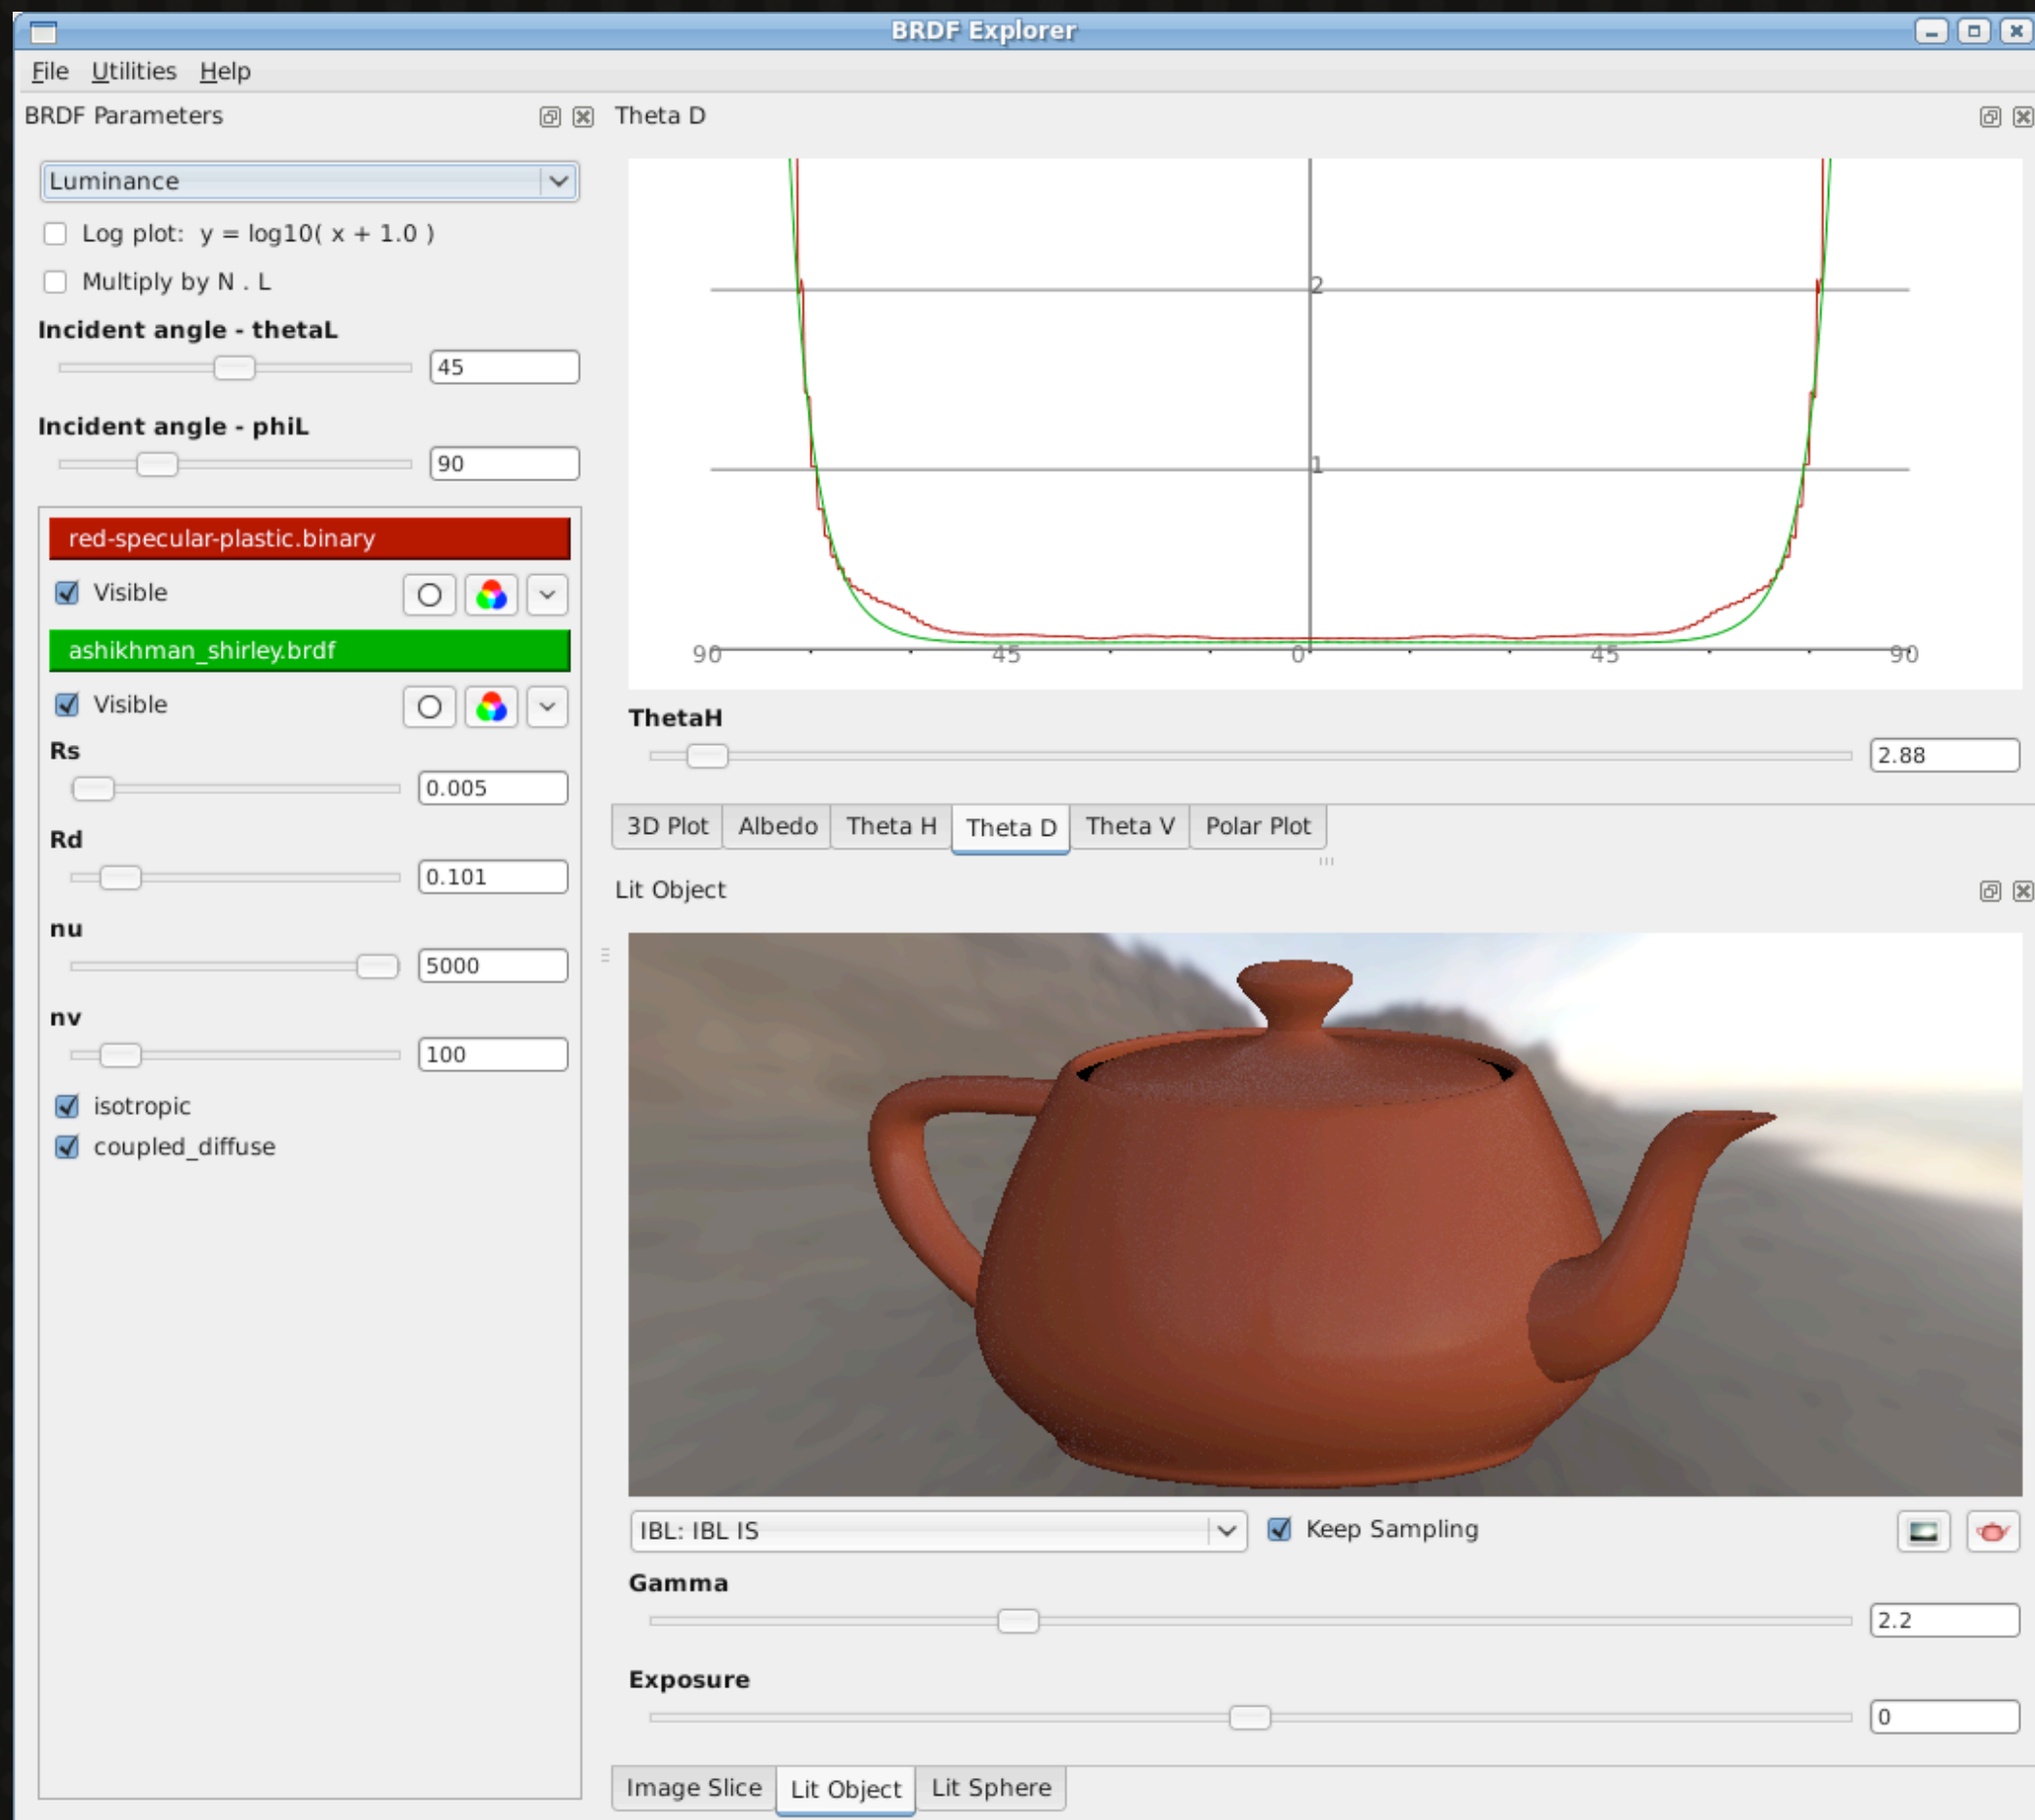 BRDF Explorer
File Utilities Help
BRDF Parameters
Luminance
Log plot: y = log10( x + 1.0 )
Multiply by N . L
Incident angle - thetaL
45
Incident angle - phiL
90
red-specular-plastic.binary
Visible
ashikhman_shirley.brdf
Visible
Rs
0.005
Rd
0.101
nu
5000
nv
100
isotropic
coupled_diffuse
Theta D
2
1
90 45 0 45 90
ThetaH
2.88
3D Plot Albedo Theta H Theta D Theta V Polar Plot
Lit Object
IBL: IBL IS Keep Sampling
Gamma
2.2
Exposure
0
Image Slice Lit Object Lit Sphere